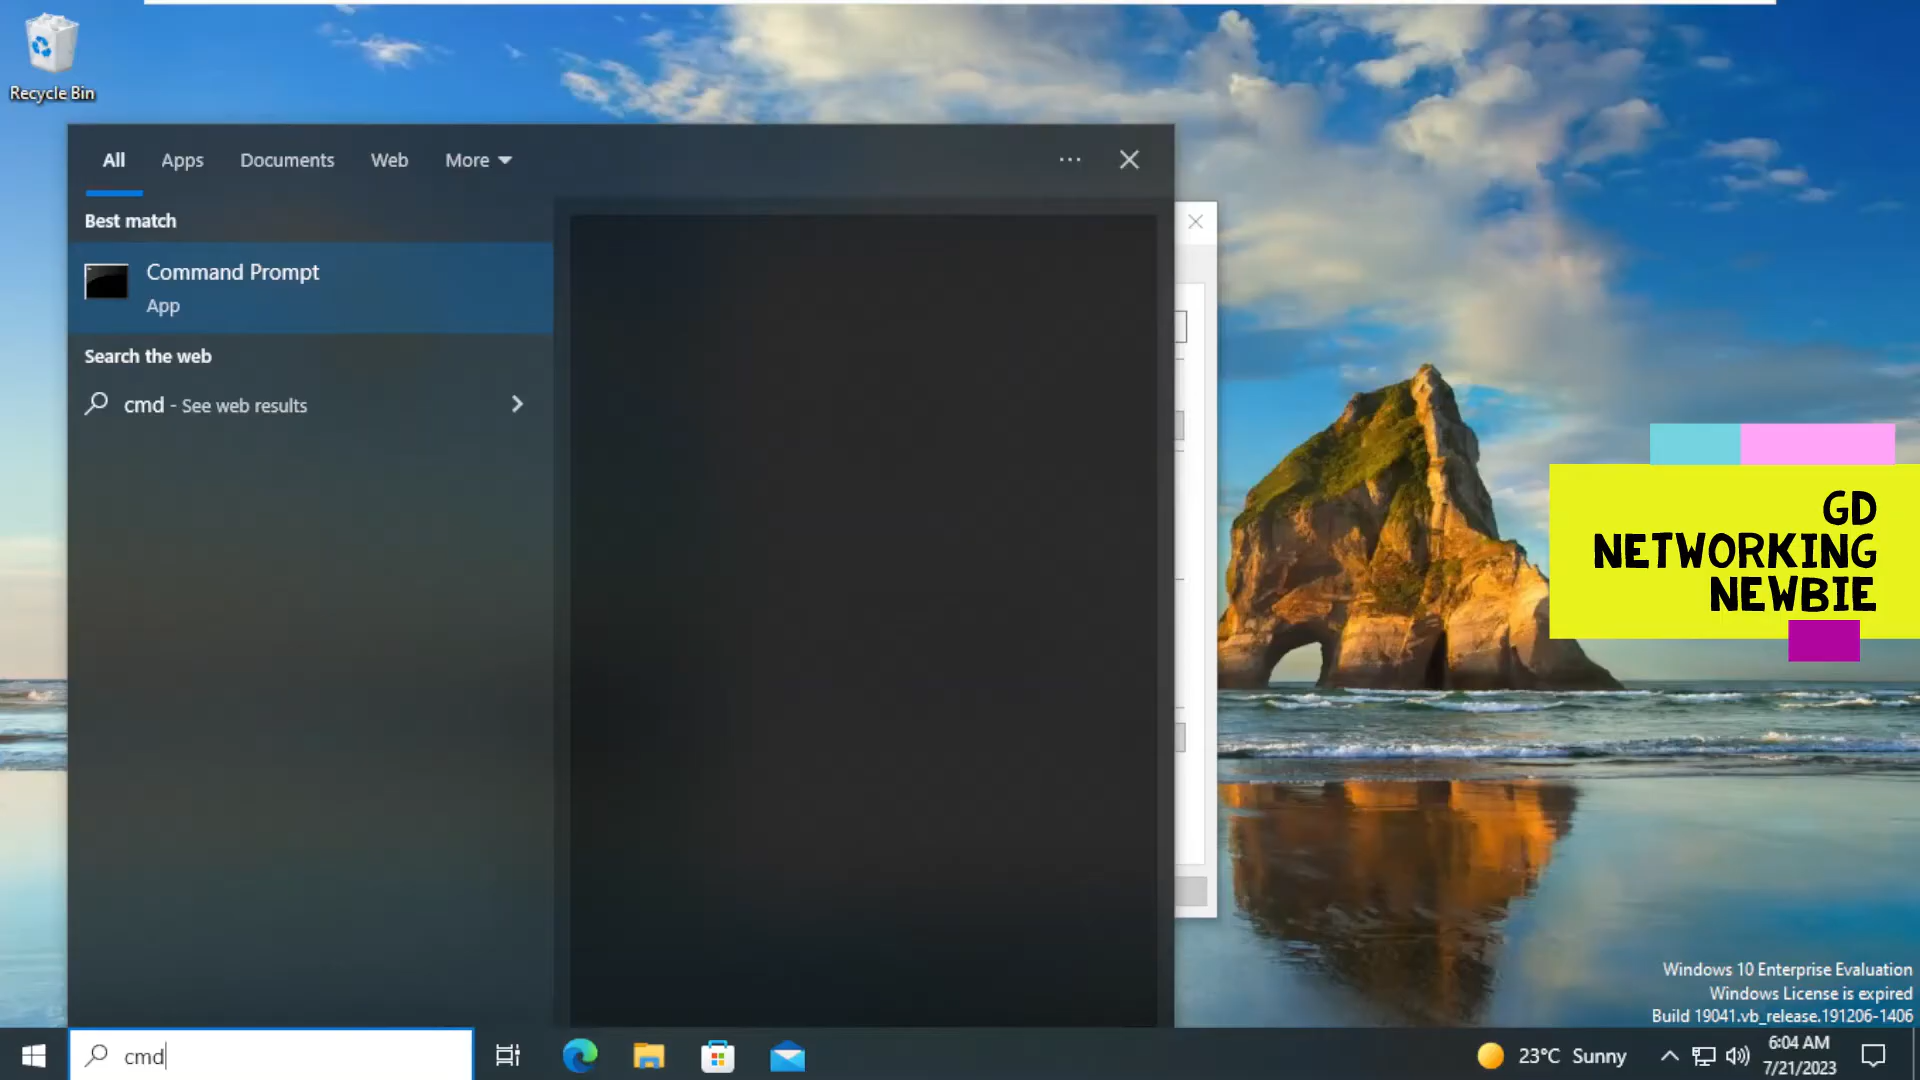 Recycle Bin
All
Apps
Documents
Web
More
Best match
Command Prompt
App
Search the web
cmd - See web results
GD
NETWORKING
NEWBIE
Windows 10 Enterprise Evaluation
Windows License is expired
Build 19041.vb_release.191206-1406
cmd
23°C Sunny
6:04 AM
7/21/2023